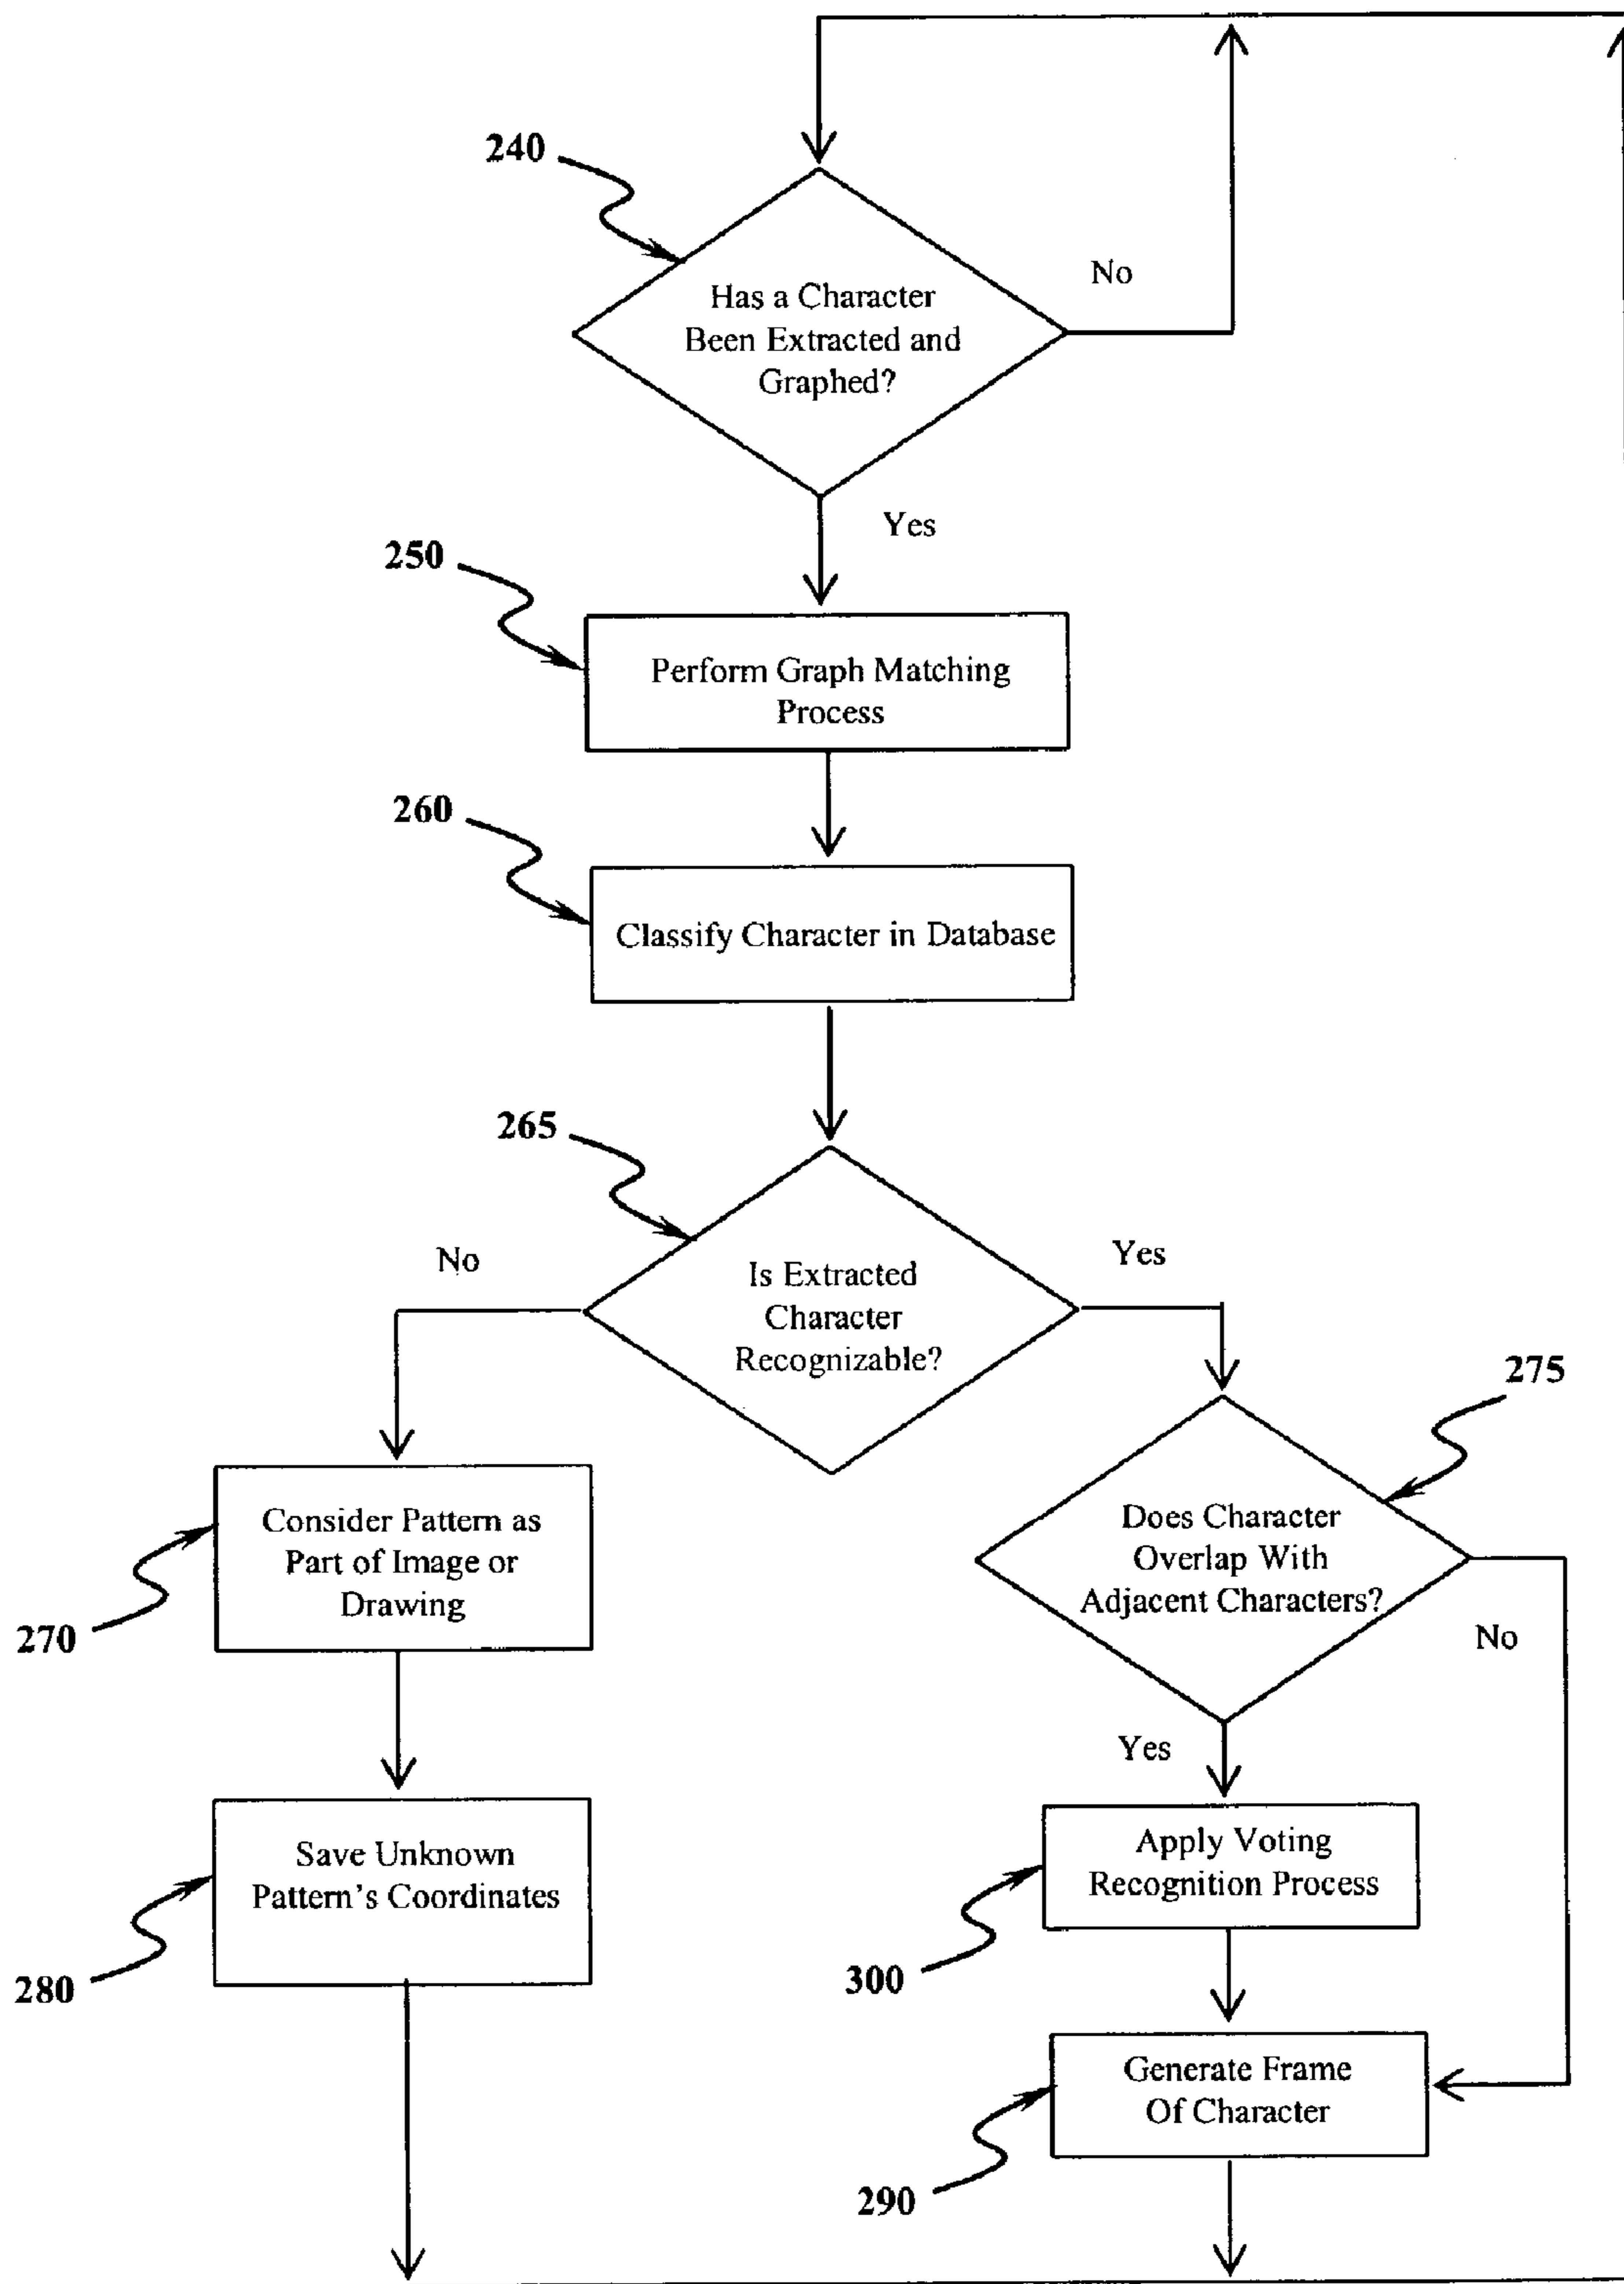 240
Has a Character
Been Extracted and
Graphed?
No
Yes
250
Perform Graph Matching
Process
260
Classify Character in Database
265
Is Extracted
Character
Recognizable?
No
Yes
275
Does Character
Overlap With
Adjacent Characters?
No
Yes
270
Consider Pattern as
Part of Image or
Drawing
280
Save Unknown
Pattern's Coordinates
300
Apply Voting
Recognition Process
290
Generate Frame
Of Character